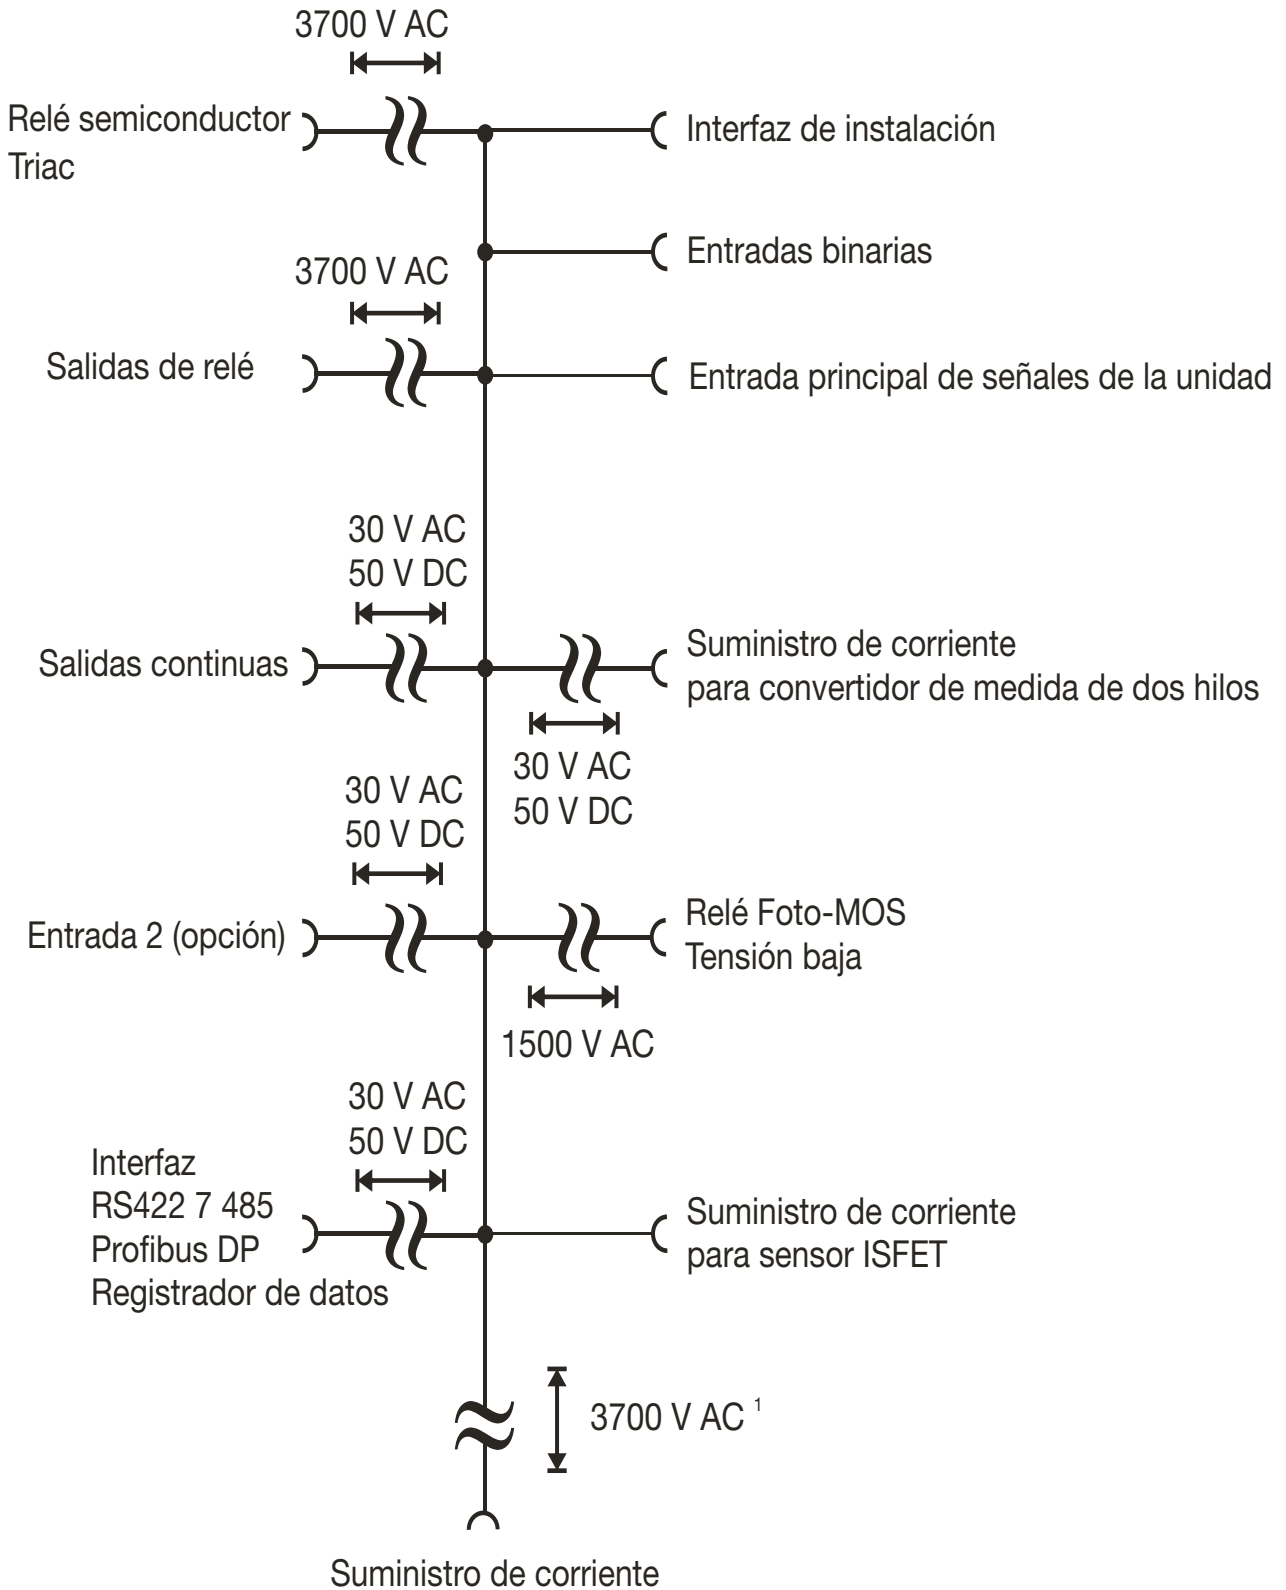 3700 V AC
Relé semiconductor
Triac
Interfaz de instalación
Entradas binarias
3700 V AC
Salidas de relé
Entrada principal de señales de la unidad
30 V AC
50 V DC
Salidas continuas
Suministro de corriente
para convertidor de medida de dos hilos
30 V AC
50 V DC
30 V AC
50 V DC
Entrada 2 (opción)
Relé Foto-MOS
Tensión baja
1500 V AC
30 V AC
50 V DC
Interfaz
RS422 7 485
Profibus DP
Registrador de datos
Suministro de corriente
para sensor ISFET
3700 V AC 1
Suministro de corriente